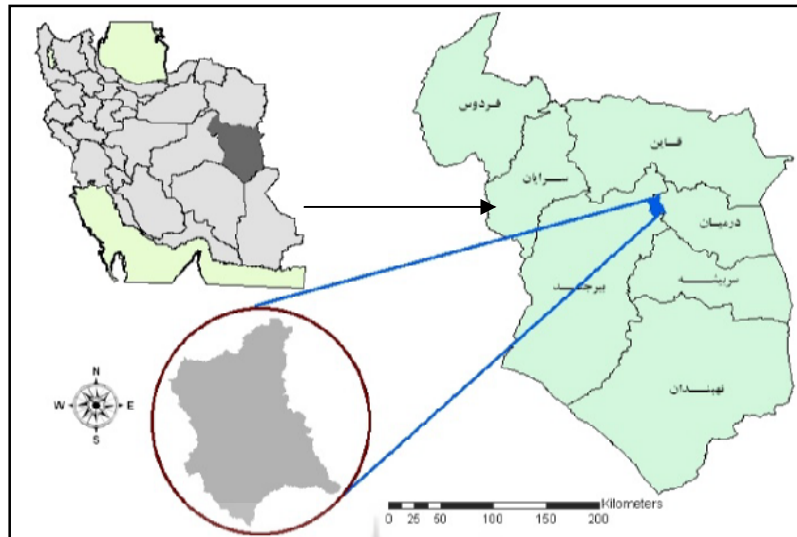 فردوس
قاین
سرایان
درمیان
بیرجند
سربیشه
نهبندان
N
W E
S
Kilometers
0 25 50 100 150 200